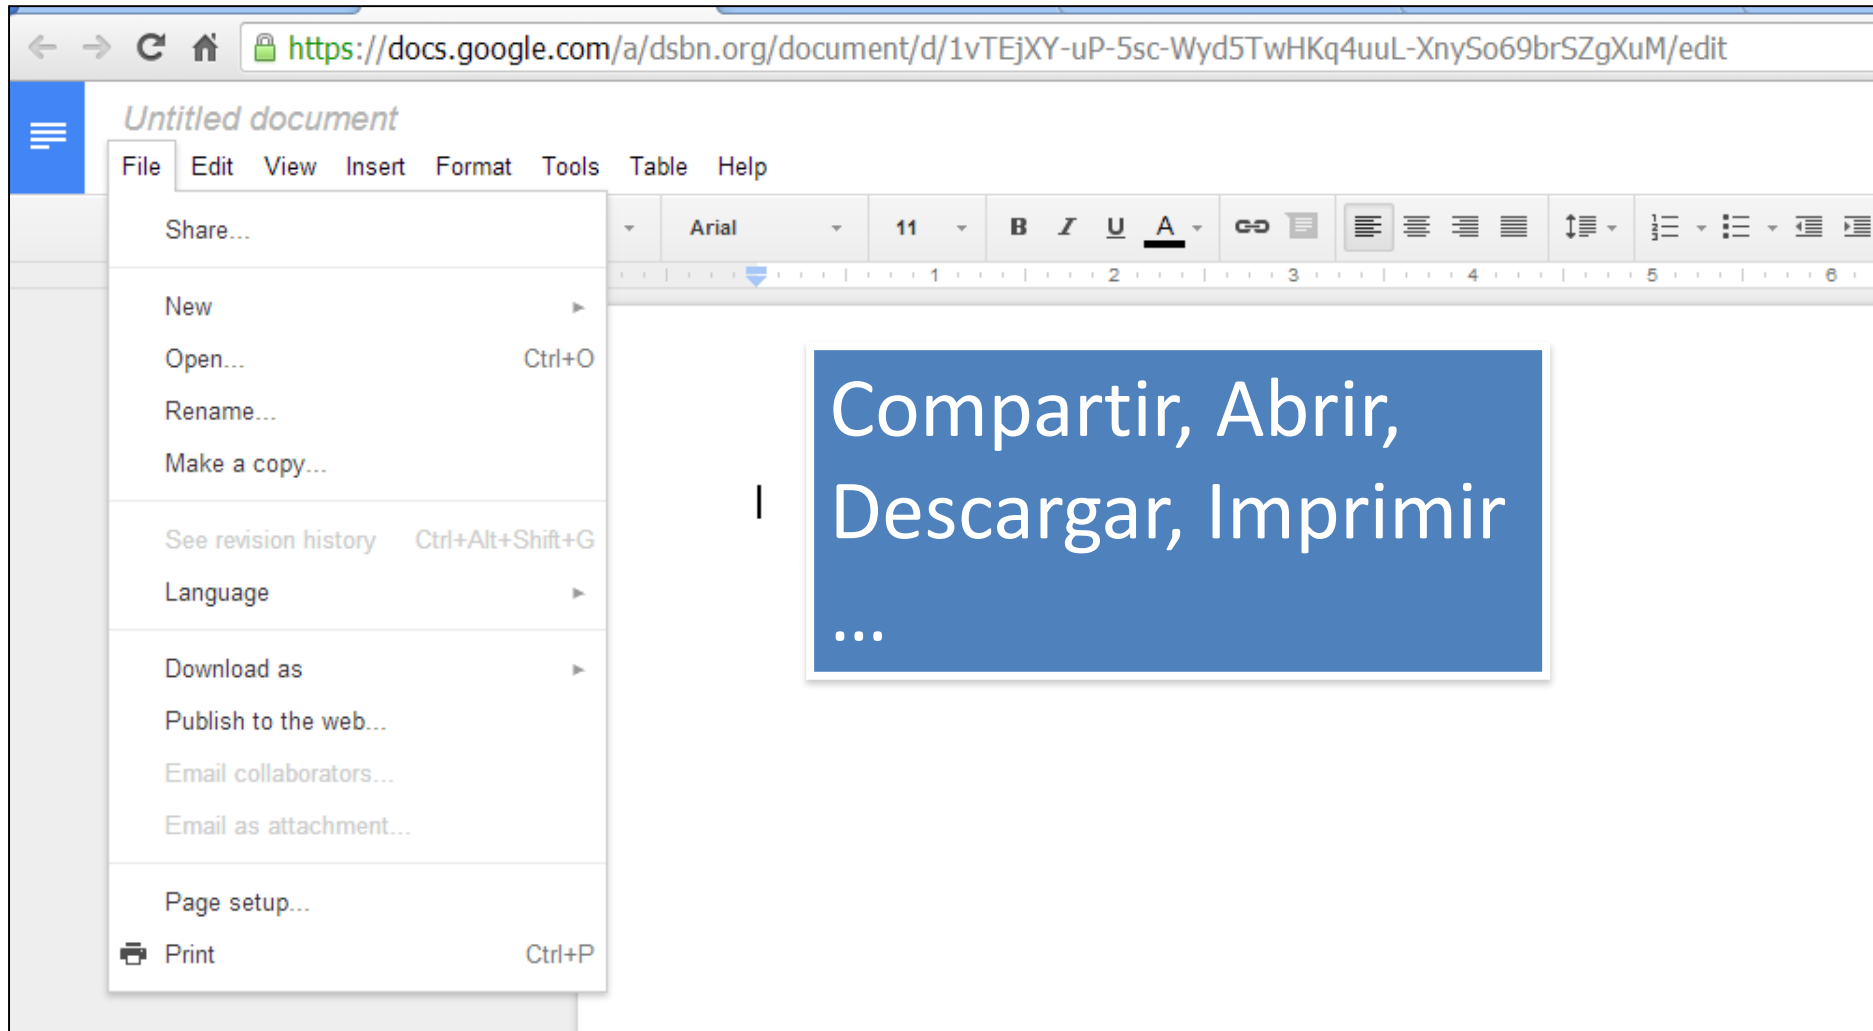 https://docs.google.com/a/dsbn.org/document/d/1vTEjXY-uP-5sc-Wyd5TwHKq4uuL-XnySo69brSZgXuM/edit
Untitled document
File Edit View Insert Format Tools Table Help
Arial 11 B I U A
1 2 3 4 5 6
Share...
New
Open... Ctrl+O
Rename...
Make a copy...
See revision history Ctrl+Alt+Shift+G
Language
Download as
Publish to the web...
Email collaborators...
Email as attachment...
Page setup...
Print Ctrl+P
Compartir, Abrir,
Descargar, Imprimir
...